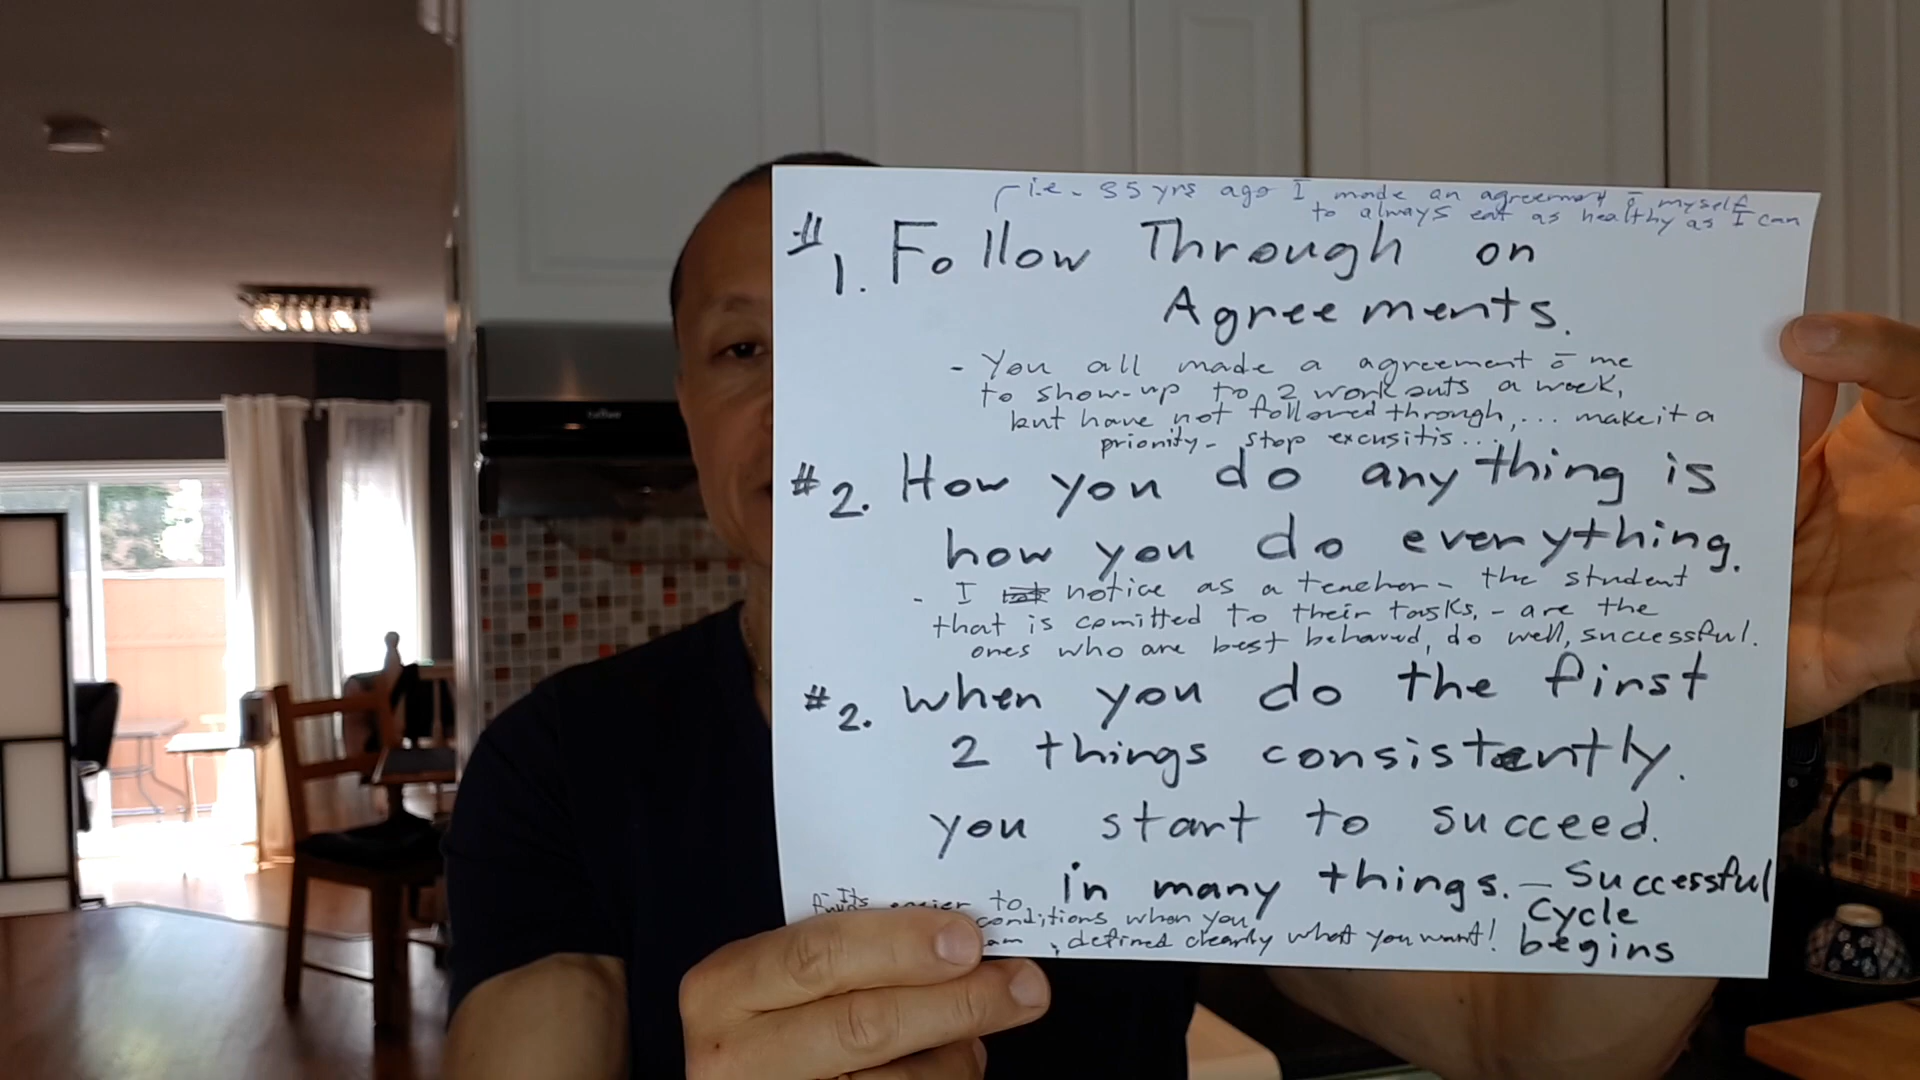 i.e. 35 yrs ago I made an agreement c̄ myself
to always eat as healthy as I can
#1. Follow Through on
Agreements.
- You all made a agreement c̄ me
to show-up to 2 workouts a week,
but have not followed through,... make it a
priority - stop excusitis...
#2. How you do anything is
how you do everything.
- I notice as a teacher - the student
that is comitted to their tasks, - are the
ones who are best behaved, do well, successful.
#2. When you do the first
2 things consistently.
you start to succeed.
in many things. - Successful
Cycle
begins
Its easier to
conditions when you
defined clearly what you want!